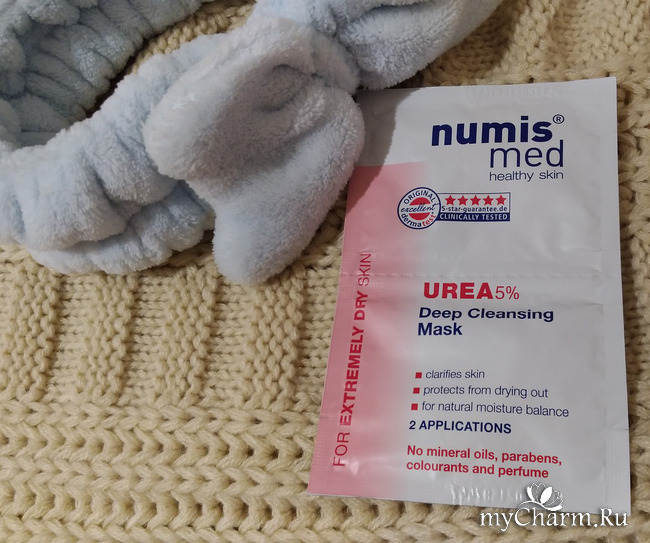 numis®
med
healthy skin
ORIGINAL
excellent
dermatest
5-star-guarantee.de
CLINICALLY TESTED
FOR EXTREMELY DRY SKIN
UREA 5%
Deep Cleansing
Mask
clarifies skin
protects from drying out
for natural moisture balance
2 APPLICATIONS
No mineral oils, parabens,
colourants and perfume
myCharm.Ru